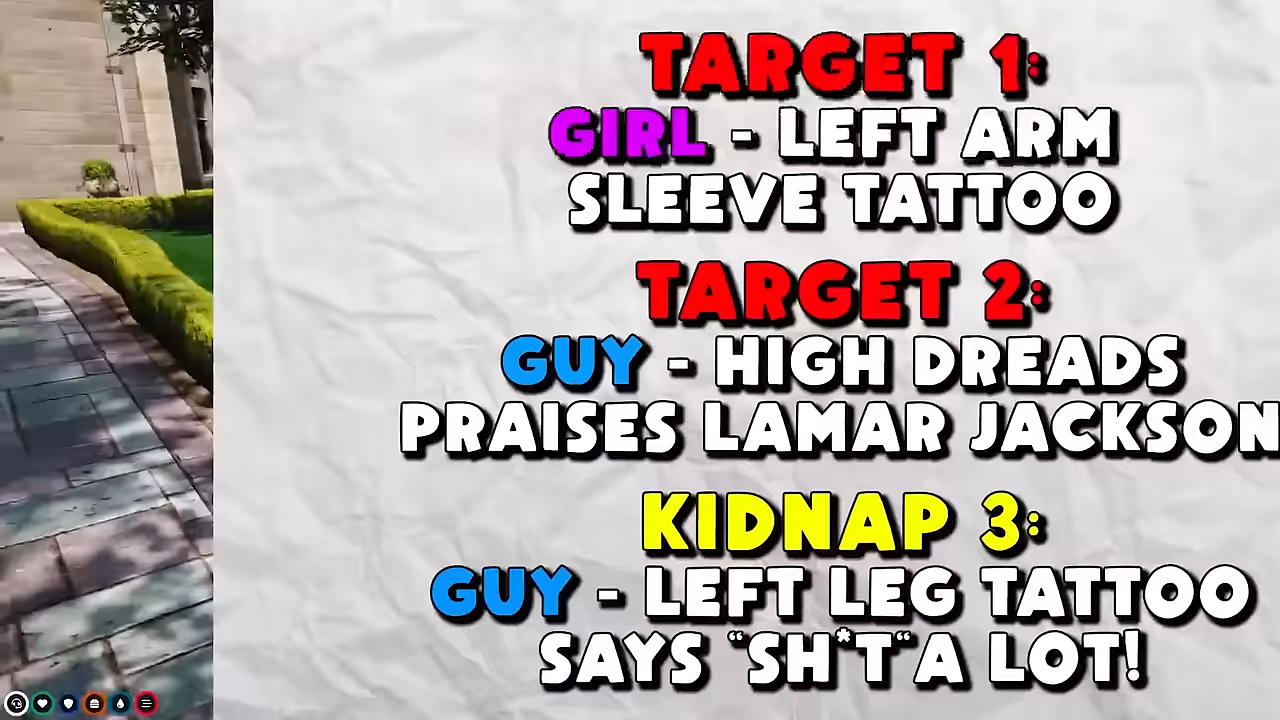 TARGET 1:
GIRL - LEFT ARM
SLEEVE TATTOO
TARGET 2:
GUY - HIGH DREADS
PRAISES LAMAR JACKSON
KIDNAP 3:
GUY - LEFT LEG TATTOO
SAYS "SH*T" A LOT!